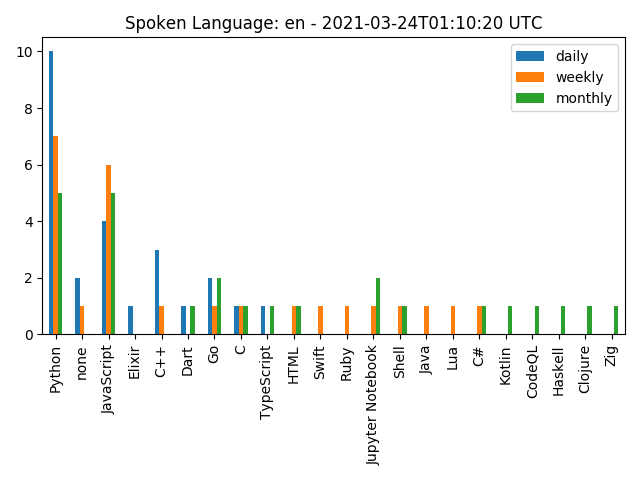 Spoken Language: en - 2021-03-24T01:10:20 UTC
10
8
6
4
2
0
daily
weekly
monthly
Python
none
JavaScript
Elixir
C++
Dart
Go
C
TypeScript
HTML
Swift
Ruby
Jupyter Notebook
Shell
Java
Lua
C#
Kotlin
CodeQL
Haskell
Clojure
Zig